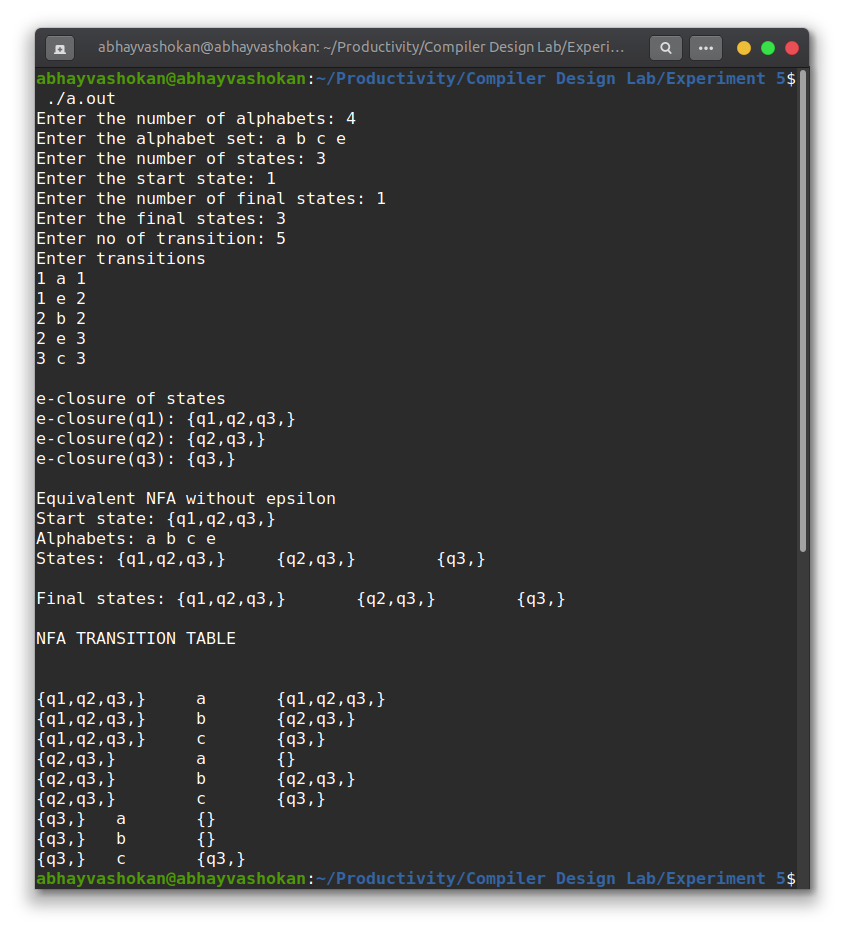 abhayvashokan@abhayvashokan: ~/Productivity/Compiler Design Lab/Experi…
abhayvashokan@abhayvashokan:~/Productivity/Compiler Design Lab/Experiment 5$
./a.out
Enter the number of alphabets: 4
Enter the alphabet set: a b c e
Enter the number of states: 3
Enter the start state: 1
Enter the number of final states: 1
Enter the final states: 3
Enter no of transition: 5
Enter transitions
1 a 1
1 e 2
2 b 2
2 e 3
3 c 3
e-closure of states
e-closure(q1): {q1,q2,q3,}
e-closure(q2): {q2,q3,}
e-closure(q3): {q3,}
Equivalent NFA without epsilon
Start state: {q1,q2,q3,}
Alphabets: a b c e
States: {q1,q2,q3,}     {q2,q3,}        {q3,}
Final states: {q1,q2,q3,}       {q2,q3,}        {q3,}
NFA TRANSITION TABLE
{q1,q2,q3,}     a       {q1,q2,q3,}
{q1,q2,q3,}     b       {q2,q3,}
{q1,q2,q3,}     c       {q3,}
{q2,q3,}        a       {}
{q2,q3,}        b       {q2,q3,}
{q2,q3,}        c       {q3,}
{q3,}   a       {}
{q3,}   b       {}
{q3,}   c       {q3,}
abhayvashokan@abhayvashokan:~/Productivity/Compiler Design Lab/Experiment 5$